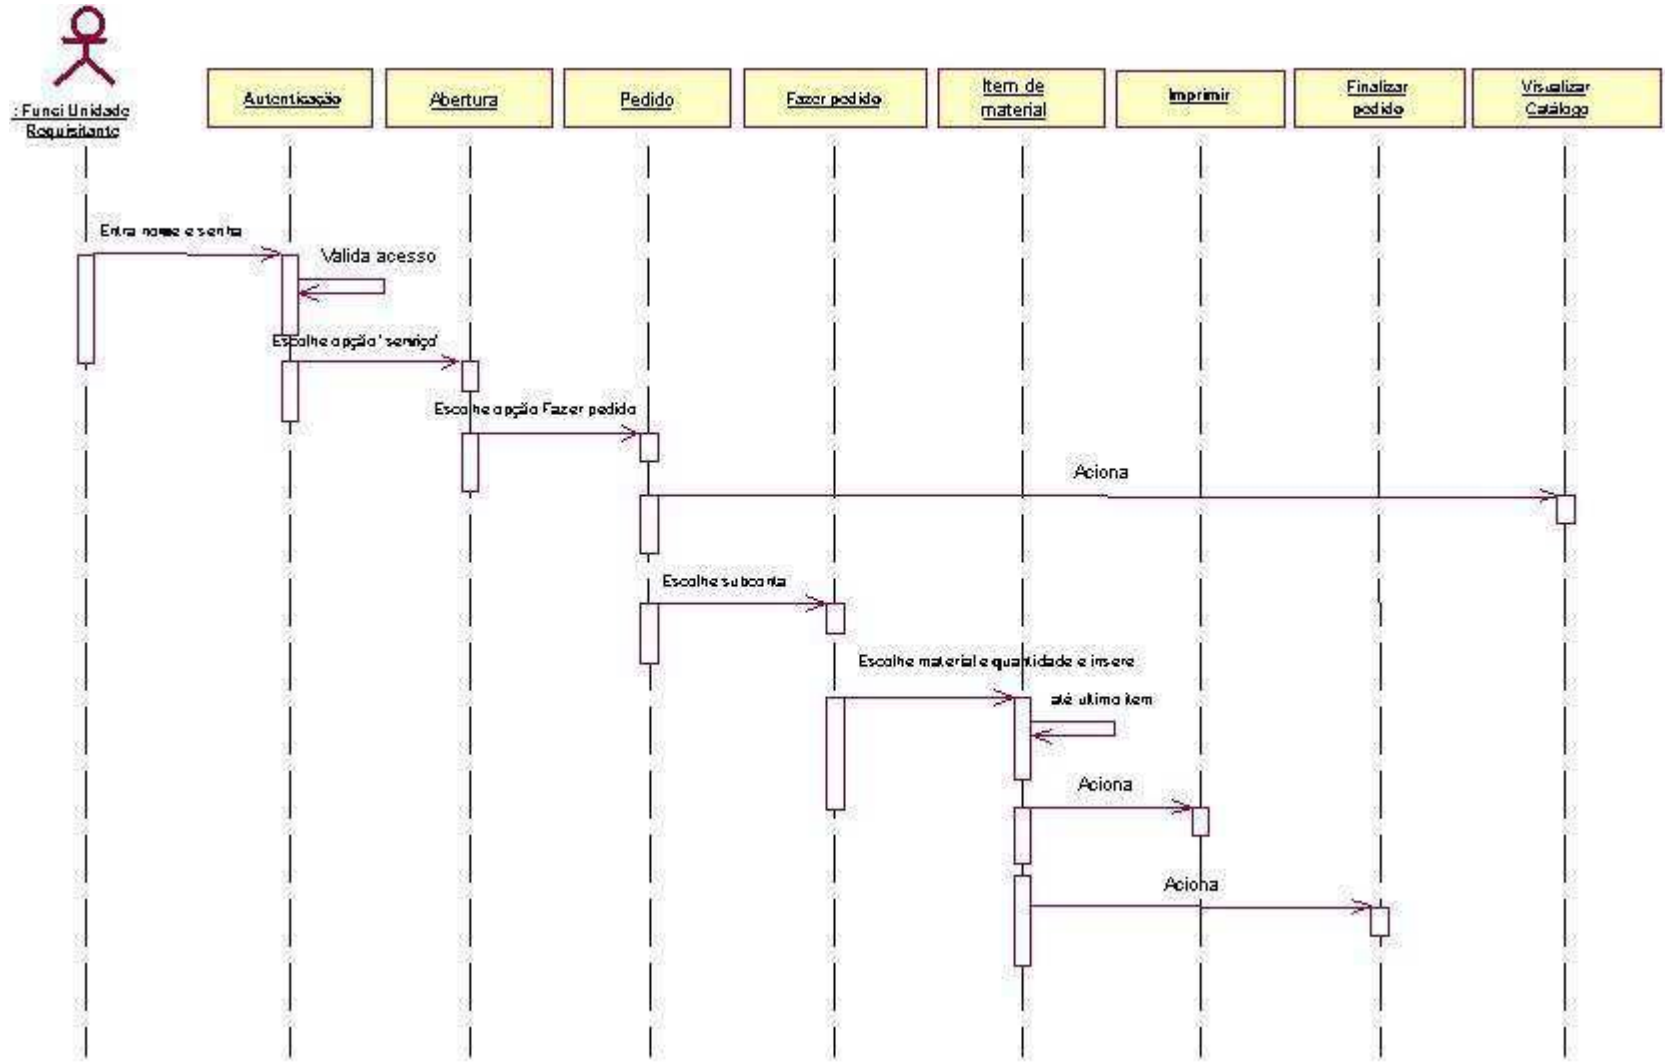 : Funci Unidade
Requisitante
Autenticação
Abertura
Pedido
Fazer pedido
Item de
material
Imprimir
Finalizar
pedido
Visualizar
Catálogo
Entra nome e senha
Valida acesso
Escolhe opção 'serviço'
Escolhe opção Fazer pedido
Aciona
Escolhe subconta
Escolhe material e quantidade e insere
até ultimo item
Aciona
Aciona